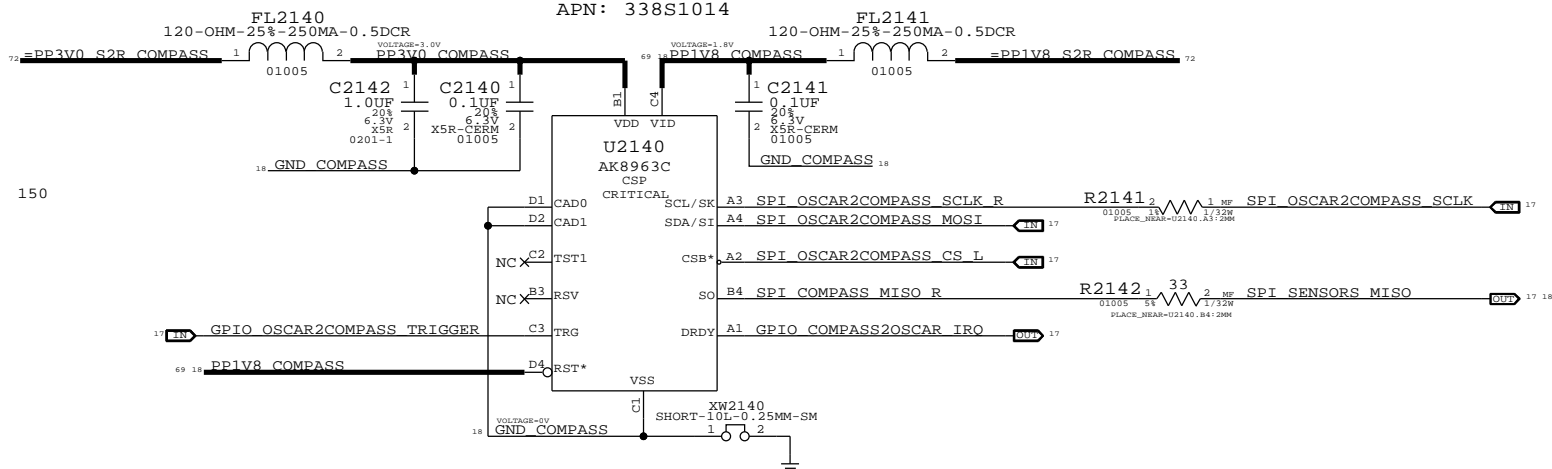 APN: 338S1014
FL2140
120-OHM-25%-250MA-0.5DCR
FL2141
120-OHM-25%-250MA-0.5DCR
72 =PP3V0_S2R_COMPASS 1 2
VOLTAGE=3.0V
PP3V0_COMPASS
69 18 VOLTAGE=1.8V
PP1V8_COMPASS 1 2
=PP1V8_S2R_COMPASS 72
01005
01005
C2142 1
1.0UF
20%
6.3V
X5R 2
0201-1
C2140 1
0.1UF
20%
6.3V
X5R-CERM 2
01005
B1
C4
1 C2141
0.1UF
20%
6.3V
2 X5R-CERM
01005
VDD VID
18 GND_COMPASS
GND_COMPASS 18
U2140
AK8963C
CSP
CRITICAL
150
D1 CAD0
SCL/SK A3 SPI_OSCAR2COMPASS_SCLK_R
R2141 2 1 MF SPI_OSCAR2COMPASS_SCLK IN 17
01005 1% 1/32W
PLACE_NEAR=U2140.A3:2MM
D2 CAD1
SDA/SI A4 SPI_OSCAR2COMPASS_MOSI IN 17
NC C2 TST1
CSB* A2 SPI_OSCAR2COMPASS_CS_L IN 17
NC B3 RSV
SO B4 SPI_COMPASS_MISO_R
R2142 1 33 2 MF SPI_SENSORS_MISO OUT 17 18
01005 5% 1/32W
PLACE_NEAR=U2140.B4:2MM
17 IN GPIO_OSCAR2COMPASS_TRIGGER C3 TRG
DRDY A1 GPIO_COMPASS2OSCAR_IRQ OUT 17
69 18 PP1V8_COMPASS D4 RST*
VSS
C1
XW2140
SHORT-10L-0.25MM-SM
VOLTAGE=0V
18 GND_COMPASS 1 2